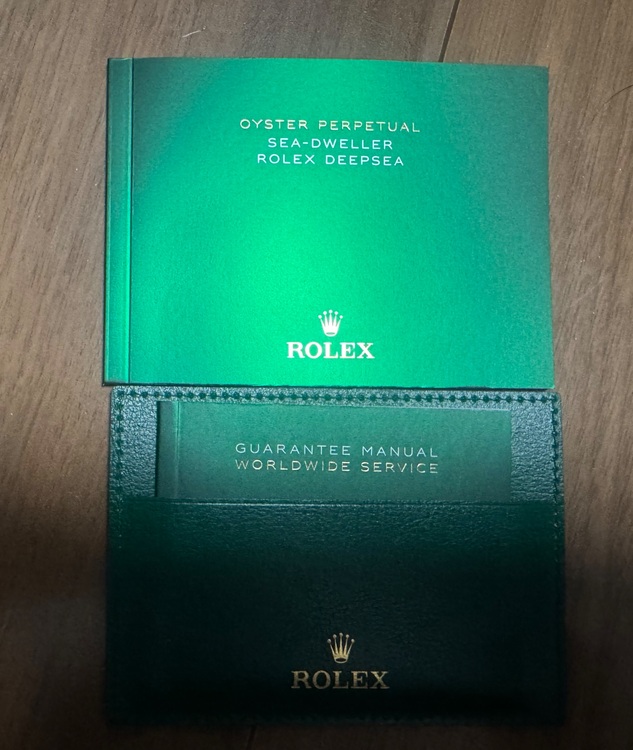 OYSTER PERPETUAL
SEA-DWELLER
ROLEX DEEPSEA
ROLEX
GUARANTEE MANUAL
WORLDWIDE SERVICE
ROLEX